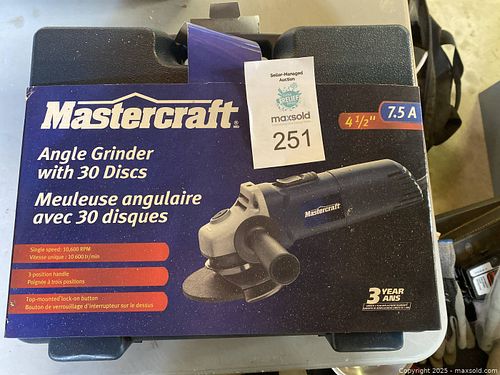 Seller-Managed
Auction
RELIEF
maxsold
251
Mastercraft®
4 1/2" 7.5 A
Angle Grinder
with 30 Discs
Meuleuse angulaire
avec 30 disques
Mastercraft
Single speed: 10,600 RPM
Vitesse unique : 10 600 tr/min
3-position handle
Poignée à trois positions
Top-mounted lock-on button
Bouton de verrouillage d'interrupteur sur le dessus
3 YEAR
ANS
Copyright 2025 - maxsold.com